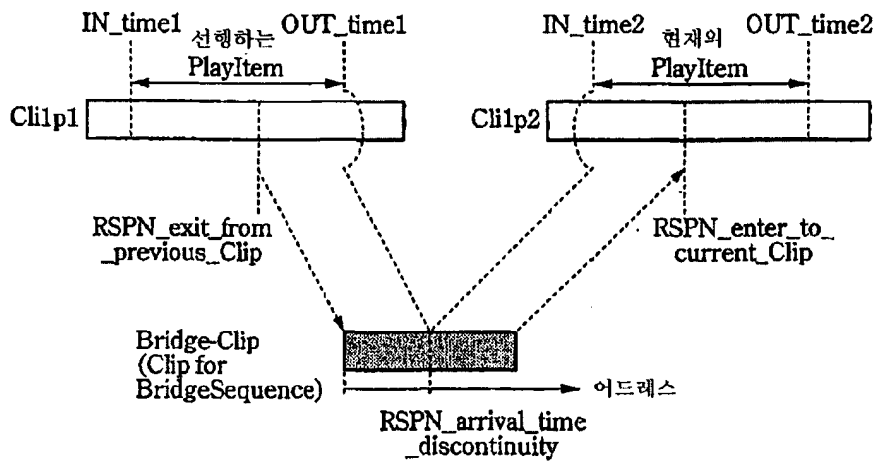 IN_time1 선행하는 OUT_time1
PlayItem
IN_time2 현재의 OUT_time2
PlayItem
Cli1p1
Cli1p2
RSPN_exit_from
_previous_Clip
RSPN_enter_to_
current_Clip
Bridge-Clip
(Clip for
BridgeSequence)
어드레스
RSPN_arrival_time
_discontinuity